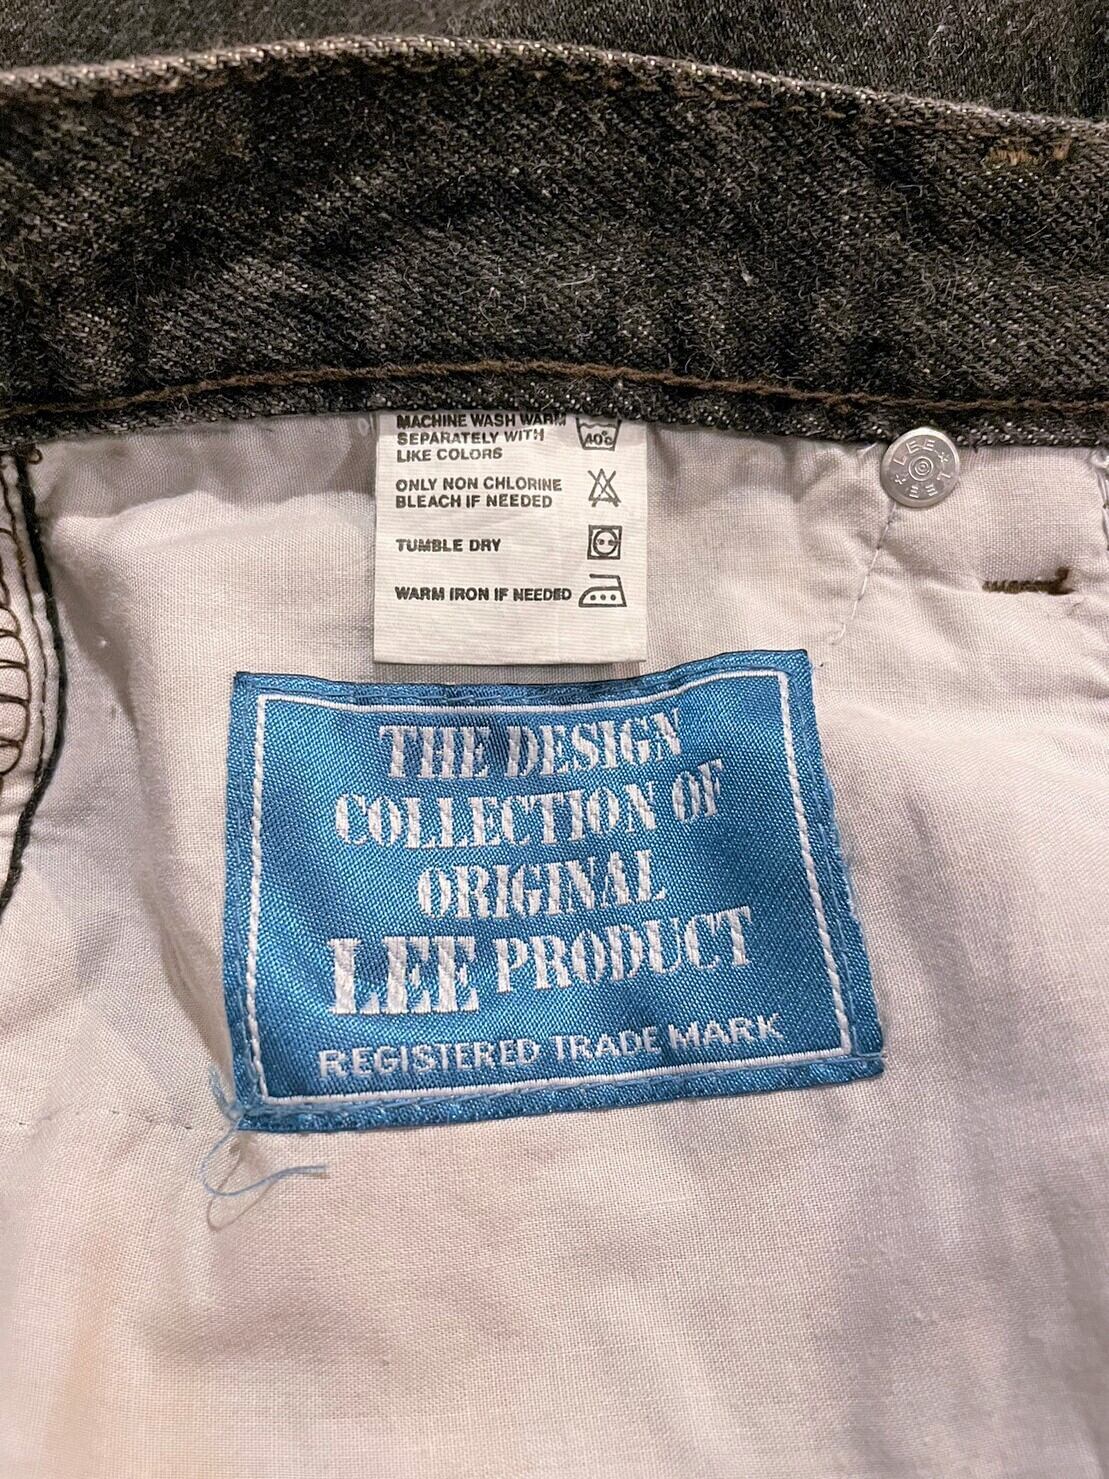 MACHINE WASH WARM
SEPARATELY WITH
LIKE COLORS
40°c
ONLY NON CHLORINE
BLEACH IF NEEDED
TUMBLE DRY
WARM IRON IF NEEDED
LEE★LEE★
THE DESIGN
COLLECTION OF
ORIGINAL
LEE PRODUCT
REGISTERED TRADE MARK